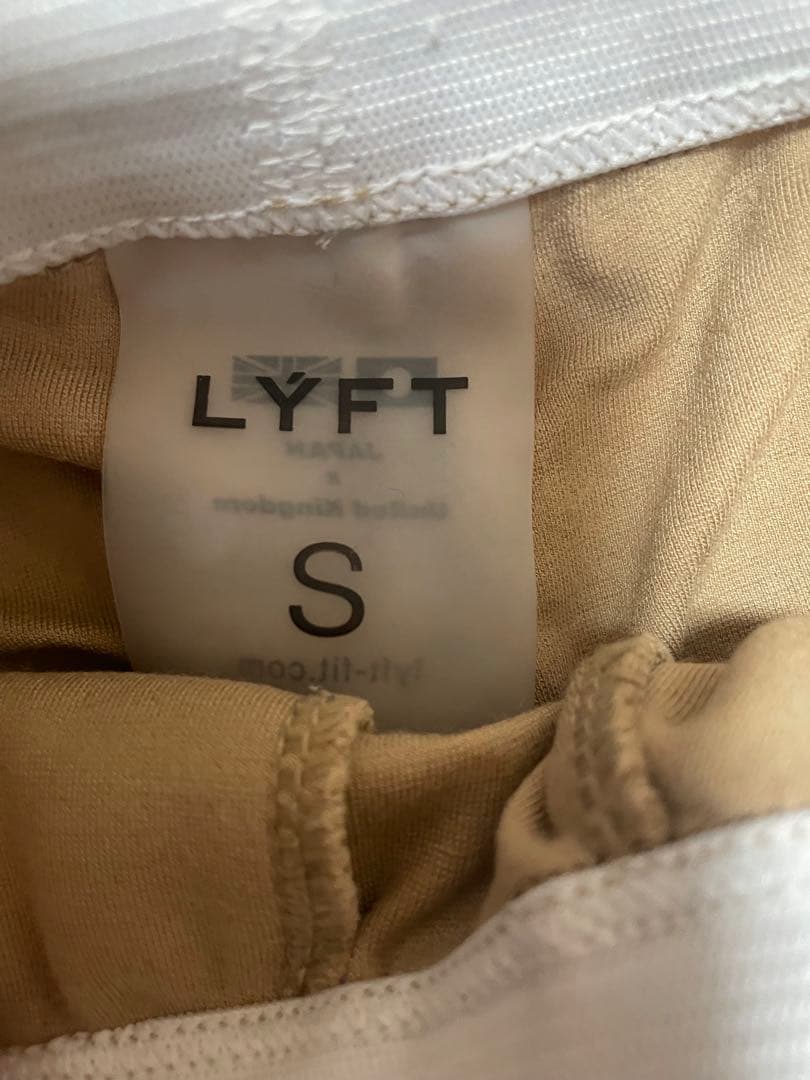 LÝFT
JAPAN
x
United Kingdom
S
lyft-fit.com